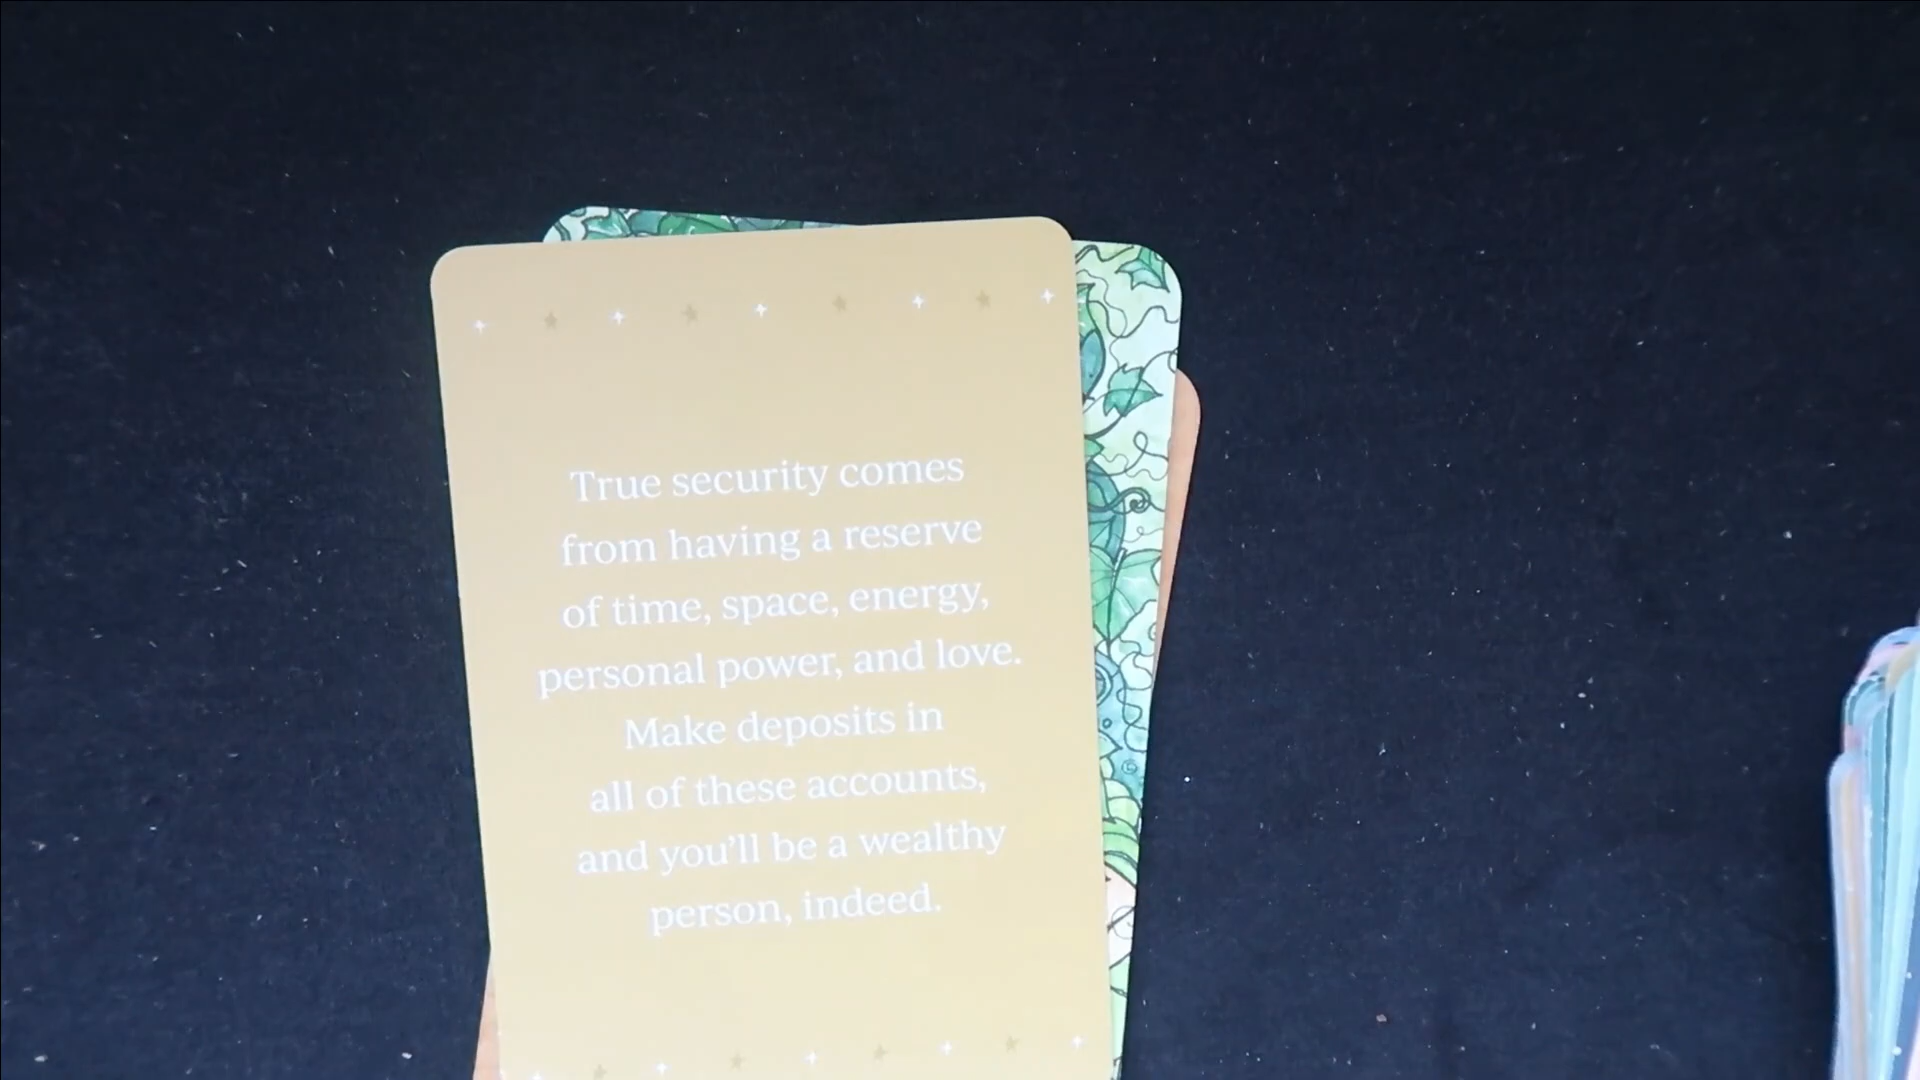 True security comes
from having a reserve
of time, space, energy,
personal power, and love.
Make deposits in
all of these accounts,
and you'll be a wealthy
person, indeed.